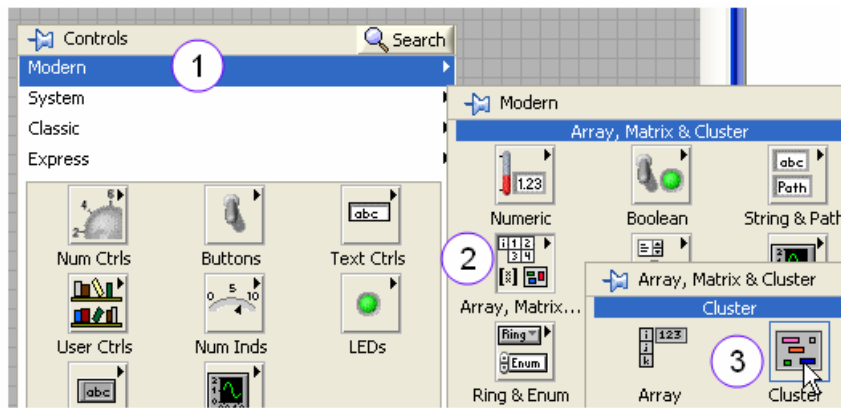 Controls
Search
1
Modern
System
Classic
Express
Num Ctrls
Buttons
abc
Text Ctrls
User Ctrls
Num Inds
LEDs
abc
Modern
Array, Matrix & Cluster
1.23
Numeric
Boolean
abc
Path
String & Path
2
Array, Matrix...
Ring
Enum
Ring & Enum
Array, Matrix & Cluster
Cluster
123
Array
3
Cluster